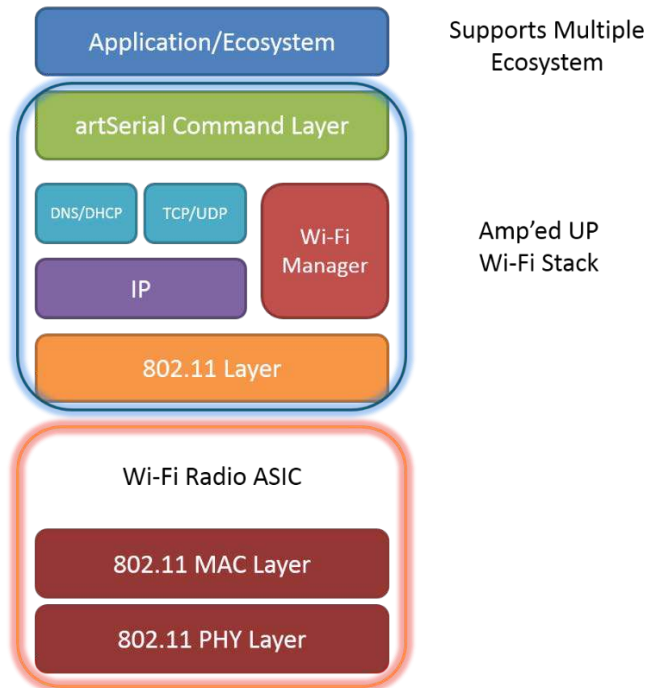 Application/Ecosystem
Supports Multiple
Ecosystem
artSerial Command Layer
DNS/DHCP
TCP/UDP
Wi-Fi
Manager
IP
802.11 Layer
Amp'ed UP
Wi-Fi Stack
Wi-Fi Radio ASIC
802.11 MAC Layer
802.11 PHY Layer